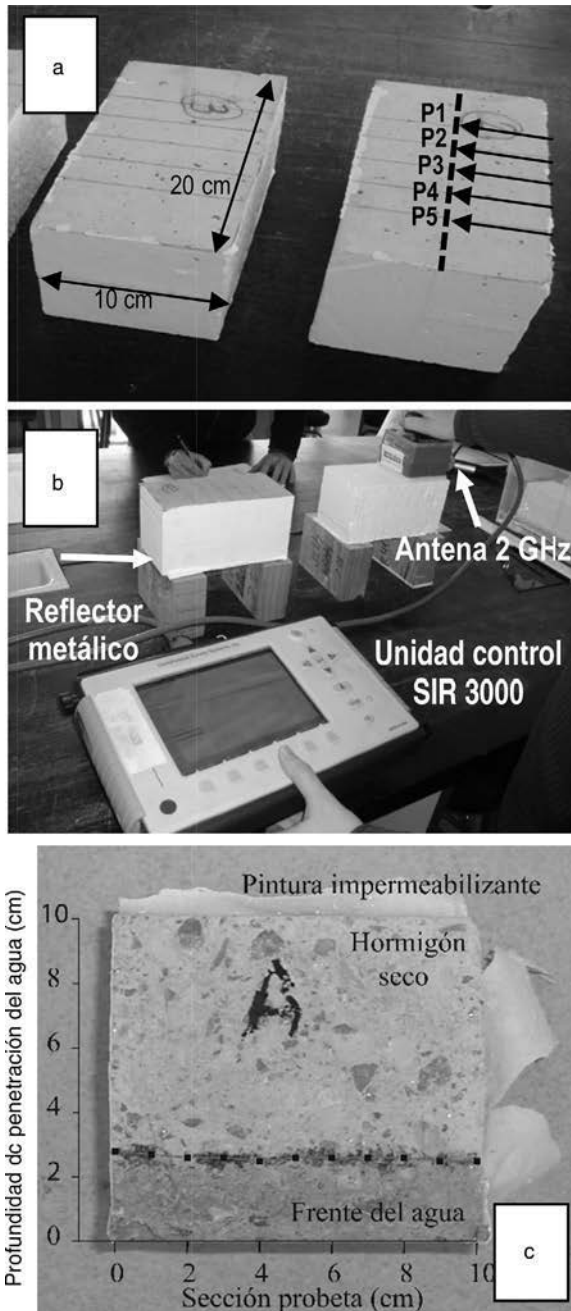 a
20 cm
10 cm
P1
P2
P3
P4
P5
b
Reflector
metálico
Antena 2 GHz
Unidad control
SIR 3000
Profundidad dc penetración del agua (cm)
10
8
6
4
2
0
Pintura impermeabilizante
Hormigón
seco
A
Frente del agua
0 2 4 6 8 10
Sección probeta (cm)
c